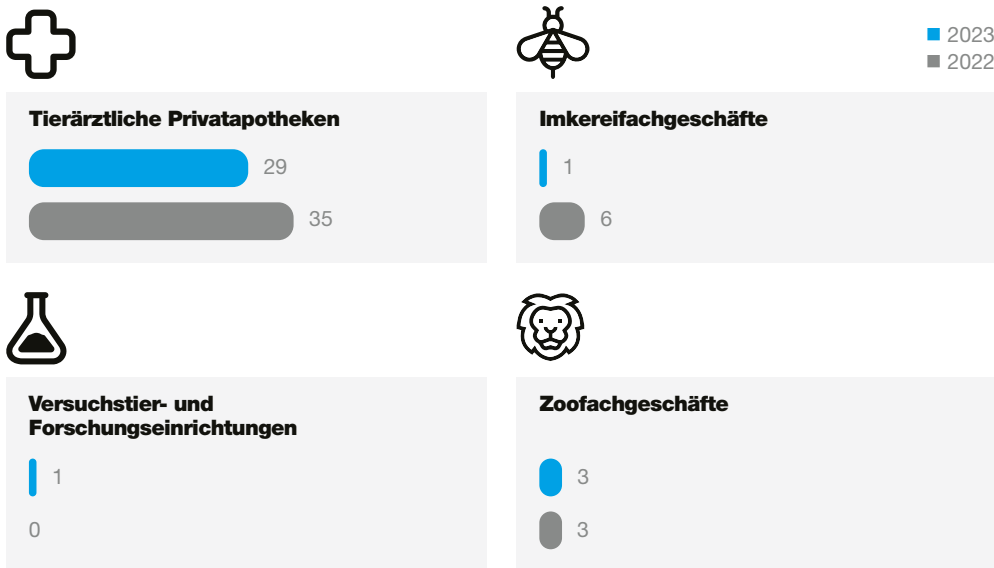 2023
2022
Tierärztliche Privatapotheken
29
35
Imkereifachgeschäfte
1
6
Versuchstier- und
Forschungseinrichtungen
1
0
Zoofachgeschäfte
3
3